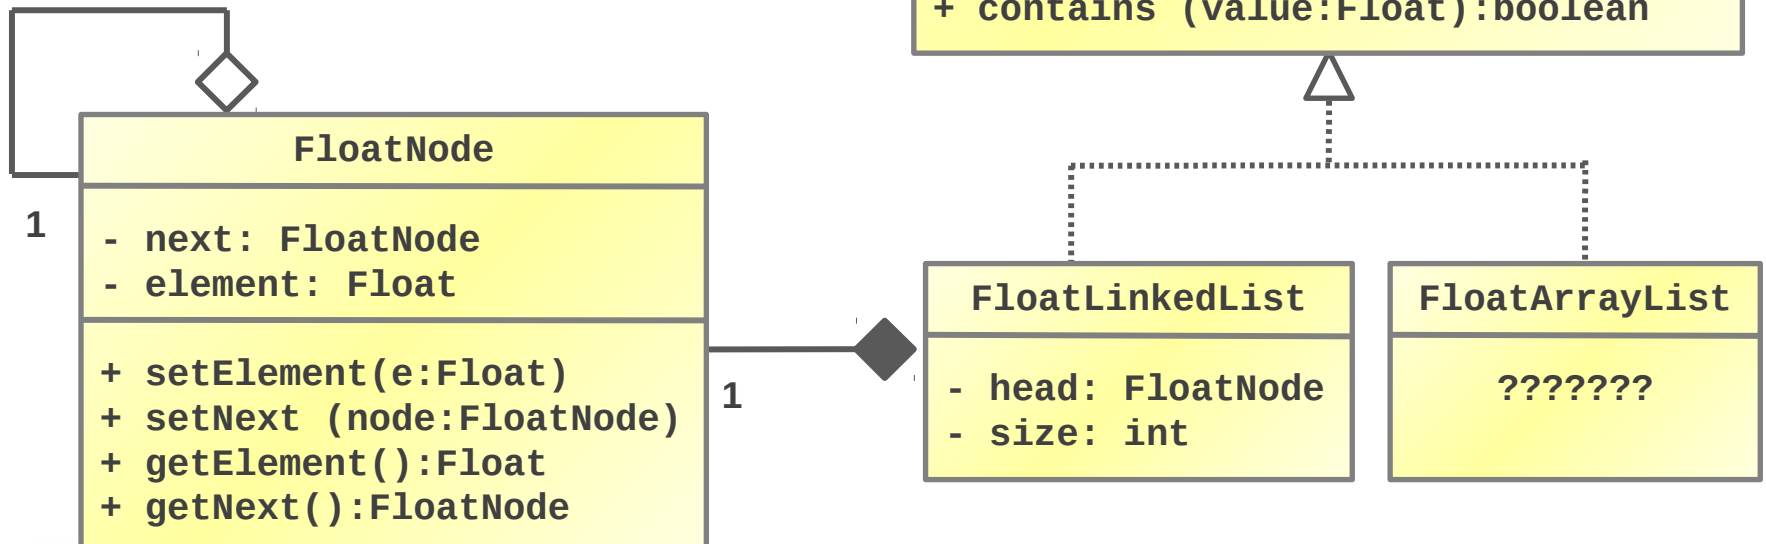 + contains (value:Float):boolean
FloatNode
1
- next: FloatNode
- element: Float
+ setElement(e:Float)
+ setNext (node:FloatNode)
+ getElement():Float
+ getNext():FloatNode
1
FloatLinkedList
- head: FloatNode
- size: int
FloatArrayList
???????